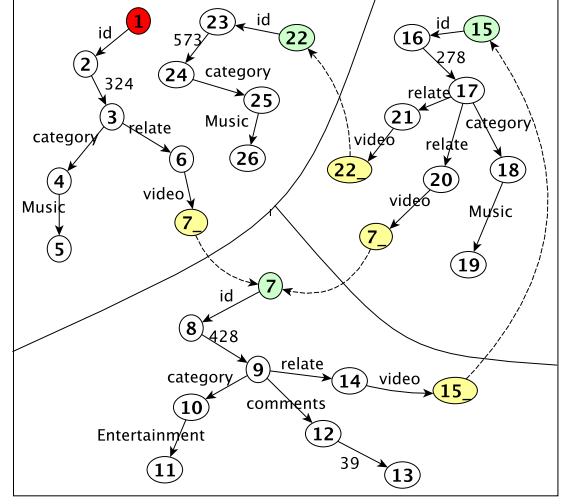 1
23
id
22
id
15
16
573
2
324
24
category
25
278
relate
17
3
category
relate
Music
21
category
26
video
relate
6
4
video
22_
20
18
Music
7_
video
Music
5
7_
19
7
id
8
428
9
relate
14
video
15_
category
10
comments
Entertainment
12
11
39
13